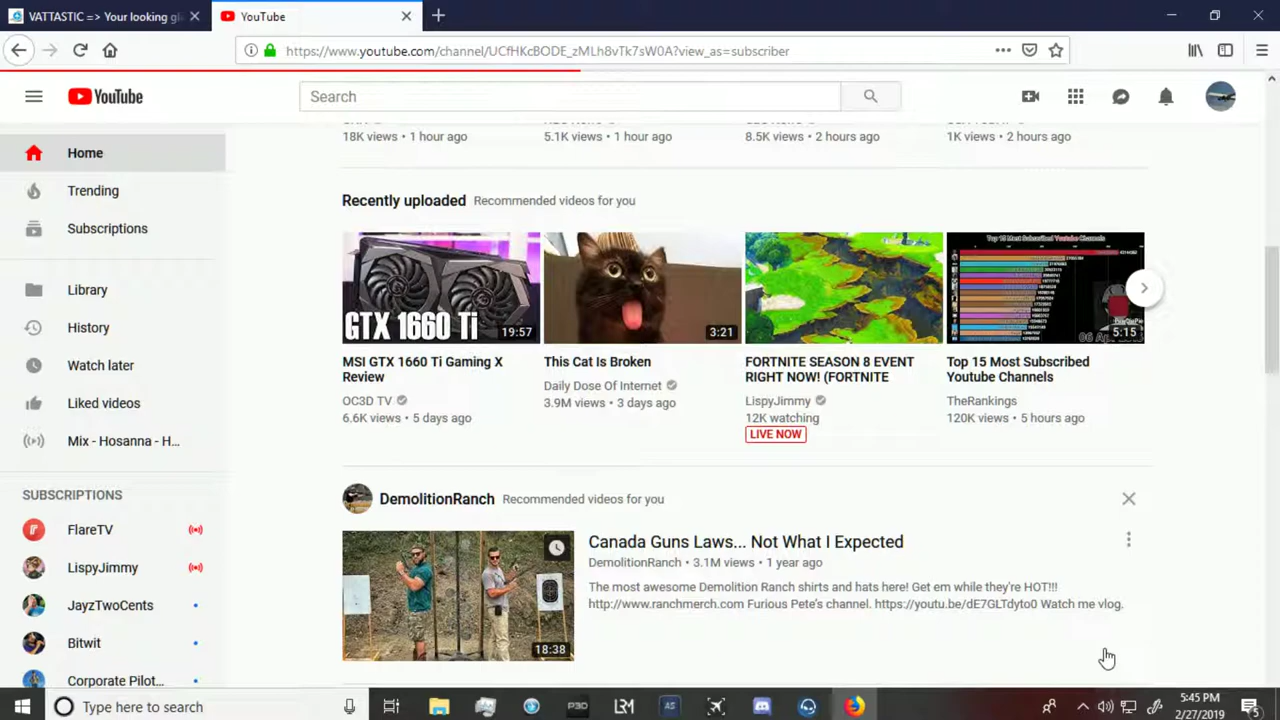 VATTASTIC => Your looking gl
YouTube
https://www.youtube.com/channel/UCfHKcBODE_zMLh8vTk7sW0A?view_as=subscriber
YouTube
Search
18K views • 1 hour ago
5.1K views • 1 hour ago
8.5K views • 2 hours ago
1K views • 2 hours ago
Home
Trending
Subscriptions
Library
History
Watch later
Liked videos
Mix - Hosanna - H...
SUBSCRIPTIONS
FlareTV
LispyJimmy
JayzTwoCents
Bitwit
Corporate Pilot...
Recently uploaded Recommended videos for you
GTX 1660 Ti
19:57
MSI GTX 1660 Ti Gaming X
Review
OC3D TV
6.6K views • 5 days ago
3:21
This Cat Is Broken
Daily Dose Of Internet
3.9M views • 3 days ago
FORTNITE SEASON 8 EVENT
RIGHT NOW! (FORTNITE
LispyJimmy
12K watching
LIVE NOW
Top 15 Most Subscribed Youtube Channels
5:15
Top 15 Most Subscribed
Youtube Channels
TheRankings
120K views • 5 hours ago
DemolitionRanch Recommended videos for you
18:38
Canada Guns Laws... Not What I Expected
DemolitionRanch • 3.1M views • 1 year ago
The most awesome Demolition Ranch shirts and hats here! Get em while they're HOT!!!
http://www.ranchmerch.com Furious Pete's channel. https://youtu.be/dE7GLTdyto0 Watch me vlog.
Type here to search
P3D
LM
AS
5:45 PM
2/27/2019
5